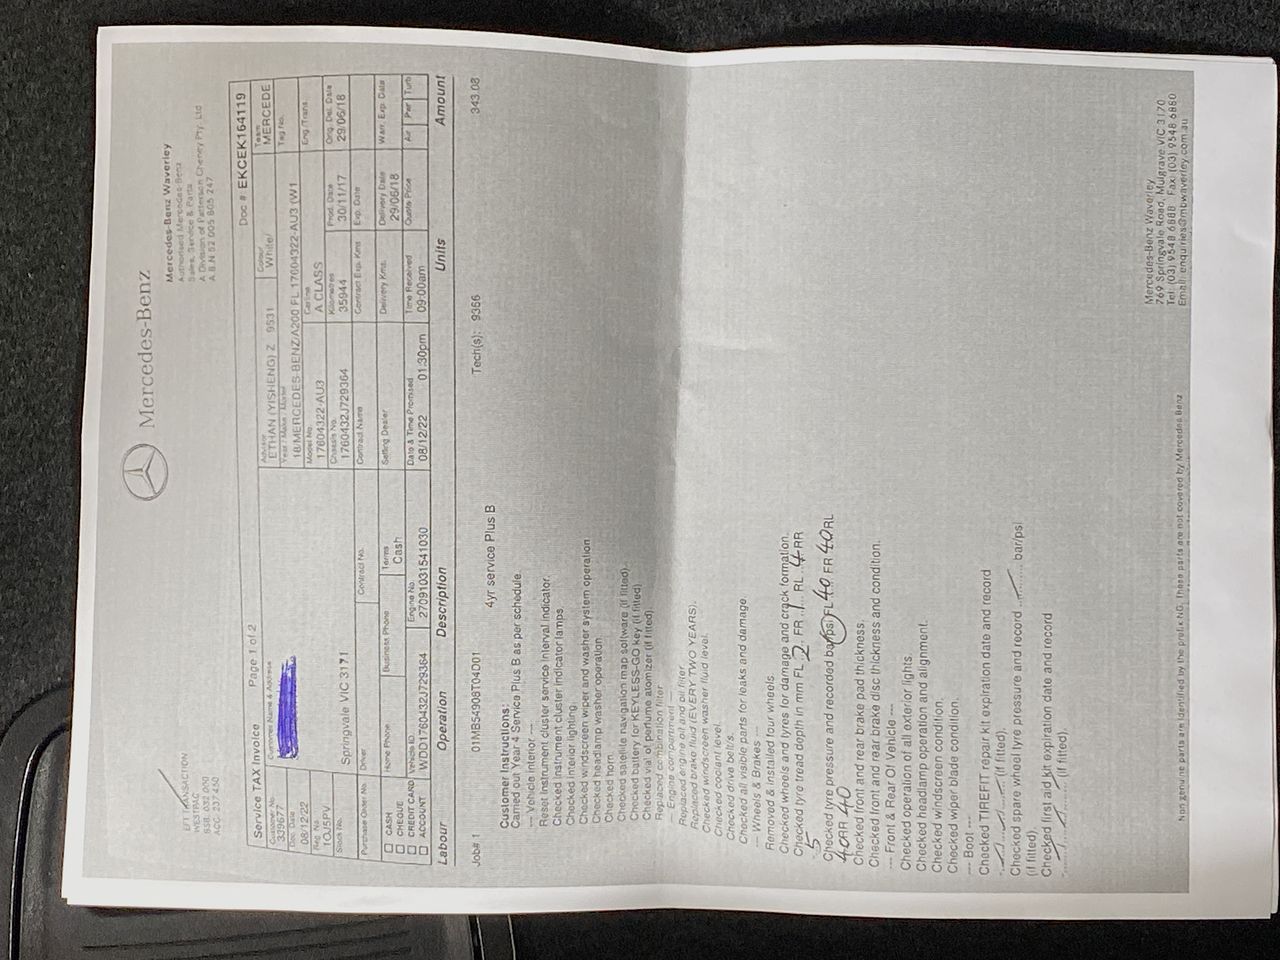 Mercedes-Benz
Mercedes-Benz Waverley
Authorised Mercedes-Benz
Sales, Service & Parts
A Division of Patterson Cheney Pty. Ltd
A.B.N 52 005 805 247
EFT TRANSACTION
WESTPAC
BSB. 032 000
ACC. 237 450
Service TAX Invoice Page 1 of 2 Doc # EKCEK164119
Customer No. Customer Name & Address Advisor Colour Team
339677 ETHAN (YISHENG) Z 9531 White/ MERCEDE
Doc. Date Year / Make / Model Tag No.
08/12/22 18/MERCEDES-BENZ/A200 FL 17604322-AU3 (W1
Reg. No. Model No. Carline Eng./Trans.
1OJ5PV 17604322-AU3 A CLASS
Stock No. Springvale VIC 3171 Chassis No. Kilometres Prod. Date Orig. Del. Date
1760432J729364 35944 30/11/17 29/06/18
Purchase Order No. Driver Contract No. Contract Name Contract Exp. Kms Exp. Date
CASH Home Phone Business Phone Terms Selling Dealer Delivery Kms. Delivery Date Warr. Exp. Date
CHEQUE Cash 29/06/18
CREDIT CARD Vehicle ID. Engine No. Date & Time Promised Time Received Quote Price Air Pwr Turb
ACCOUNT WDD1760432J729364 27091031541030 08/12/22 01:30pm 09:00am
Labour Operation Description Units Amount
Job# 1 01MB54908T04D01 4yr service Plus B Tech(s): 9366 343.08
Customer Instructions:
Carried out Year 4 Service Plus B as per schedule.
--- Vehicle interior ---
Reset instrument cluster service interval indicator.
Checked instrument cluster indicator lamps.
Checked interior lighting.
Checked windscreen wiper and washer system operation
Checked headlamp washer operation
Checked horn.
Checked satellite navigation map software (if fitted).
Checked battery for KEYLESS-GO key (if fitted)
Checked vial of perfume atomizer (if fitted)
Replaced combination filter
--- Engine compartment ---
Replaced engine oil and oil filter
Replaced brake fluid (EVERY TWO YEARS).
Checked windscreen washer fluid level.
Checked coolant level.
Checked drive belt/s.
Checked all visible parts for leaks and damage.
--- Wheels & Brakes ---
Removed & installed four wheels.
Checked wheels and tyres for damage and crack formation.
Checked tyre tread depth in mm FL 2 FR RL 4 RR
5
Checked tyre pressure and recorded bar/psi FL 40 FR 40 RL
40 RR 40
Checked front and rear brake pad thickness.
Checked front and rear brake disc thickness and condition.
--- Front & Rear Of Vehicle ---
Checked operation of all exterior lights.
Checked headlamp operation and alignment.
Checked windscreen condition.
Checked wiper blade condition.
--- Boot ---
Checked TIREFIT repair kit expiration date and record
(if fitted).
Checked spare wheel tyre pressure and record bar/psi
(if fitted).
Checked first aid kit expiration date and record
(if fitted).
Mercedes-Benz Waverley
769 Springvale Road, Mulgrave VIC 3170
Tel: (03) 9548 6888 Fax: (03) 9548 6860
Email: enquiries@mbwaverley.com.au
Non genuine parts are identified by the prefix NG. These parts are not covered by Mercedes Benz